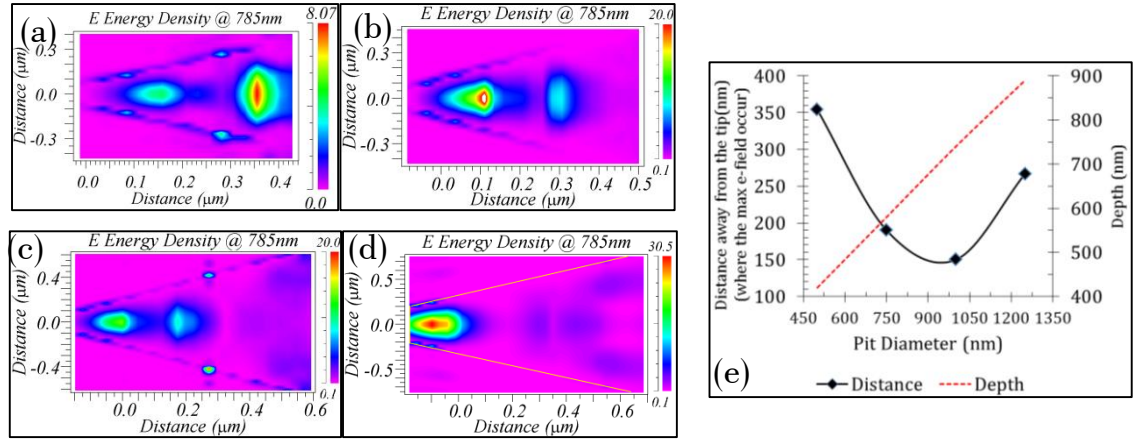 (a)
E Energy Density @ 785nm
8.07
0.0
0.3
0.0
-0.3
Distance (μm)
0.0 0.1 0.2 0.3 0.4
Distance (μm)
(b)
E Energy Density @ 785nm
20.0
0.1
0.3
0.0
-0.3
Distance (μm)
0.0 0.1 0.2 0.3 0.4 0.5
Distance (μm)
(c)
E Energy Density @ 785nm
20.0
0.1
0.4
0.0
-0.4
Distance (μm)
0.0 0.2 0.4 0.6
Distance (μm)
(d)
E Energy Density @ 785nm
30.5
0.1
0.5
0.0
-0.5
Distance (μm)
0.0 0.2 0.4 0.6
Distance (μm)
Distance away from the tip(nm)
(where the max e-field occur)
400
350
300
250
200
150
100
900
800
700
600
500
400
Depth (nm)
450 600 750 900 1050 1200 1350
Pit Diameter (nm)
(e)
Distance Depth